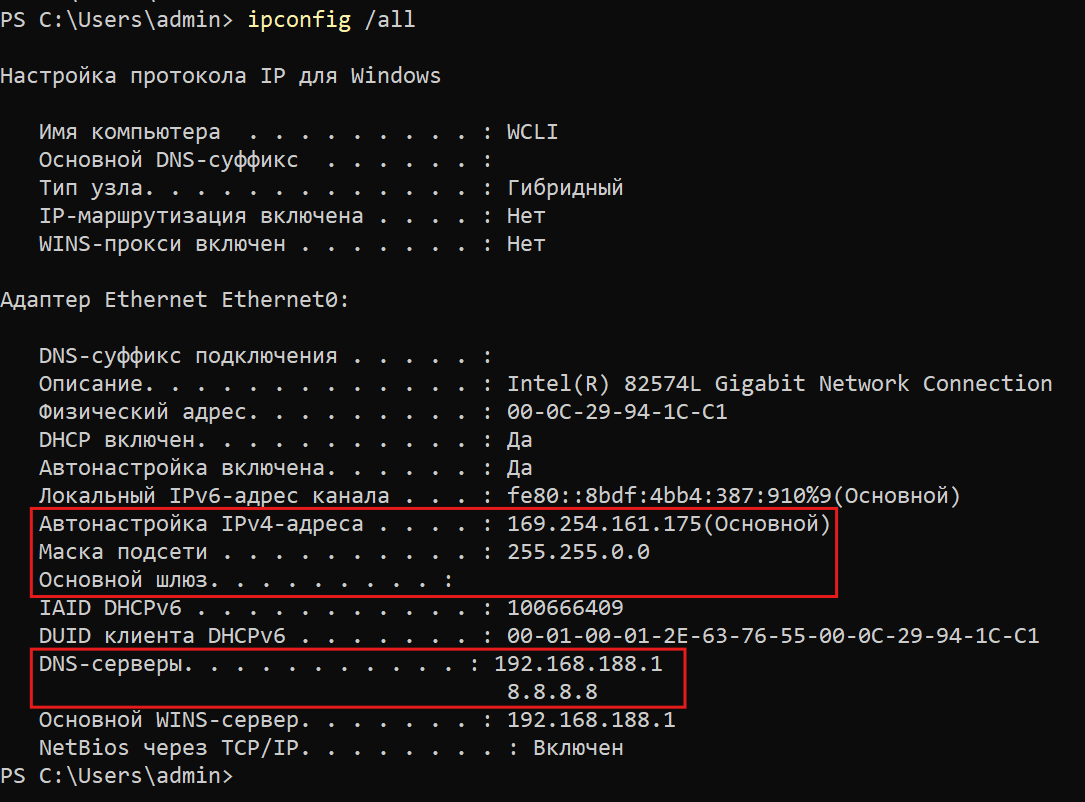 PS C:\Users\admin> ipconfig /all
Настройка протокола IP для Windows
Имя компьютера  . . . . . . . . . : WCLI
Основной DNS-суффикс  . . . . . . :
Тип узла. . . . . . . . . . . . . : Гибридный
IP-маршрутизация включена . . . . : Нет
WINS-прокси включен . . . . . . . : Нет
Адаптер Ethernet Ethernet0:
DNS-суффикс подключения . . . . . :
Описание. . . . . . . . . . . . . : Intel(R) 82574L Gigabit Network Connection
Физический адрес. . . . . . . . . : 00-0C-29-94-1C-C1
DHCP включен. . . . . . . . . . . : Да
Автонастройка включена. . . . . . : Да
Локальный IPv6-адрес канала . . . : fe80::8bdf:4bb4:387:910%9(Основной)
Автонастройка IPv4-адреса . . . . : 169.254.161.175(Основной)
Маска подсети . . . . . . . . . . : 255.255.0.0
Основной шлюз. . . . . . . . . :
IAID DHCPv6 . . . . . . . . . . . : 100666409
DUID клиента DHCPv6 . . . . . . . : 00-01-00-01-2E-63-76-55-00-0C-29-94-1C-C1
DNS-серверы. . . . . . . . . . . : 192.168.188.1
8.8.8.8
Основной WINS-сервер. . . . . . . : 192.168.188.1
NetBios через TCP/IP. . . . . . . . : Включен
PS C:\Users\admin>